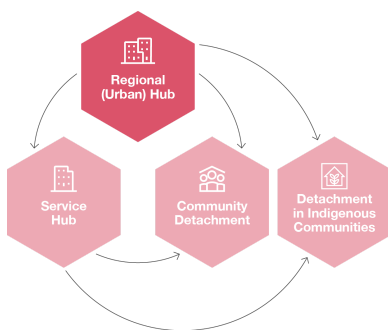 Regional
(Urban) Hub
Service
Hub
Community
Detachment
Detachment
in Indigenous
Communities